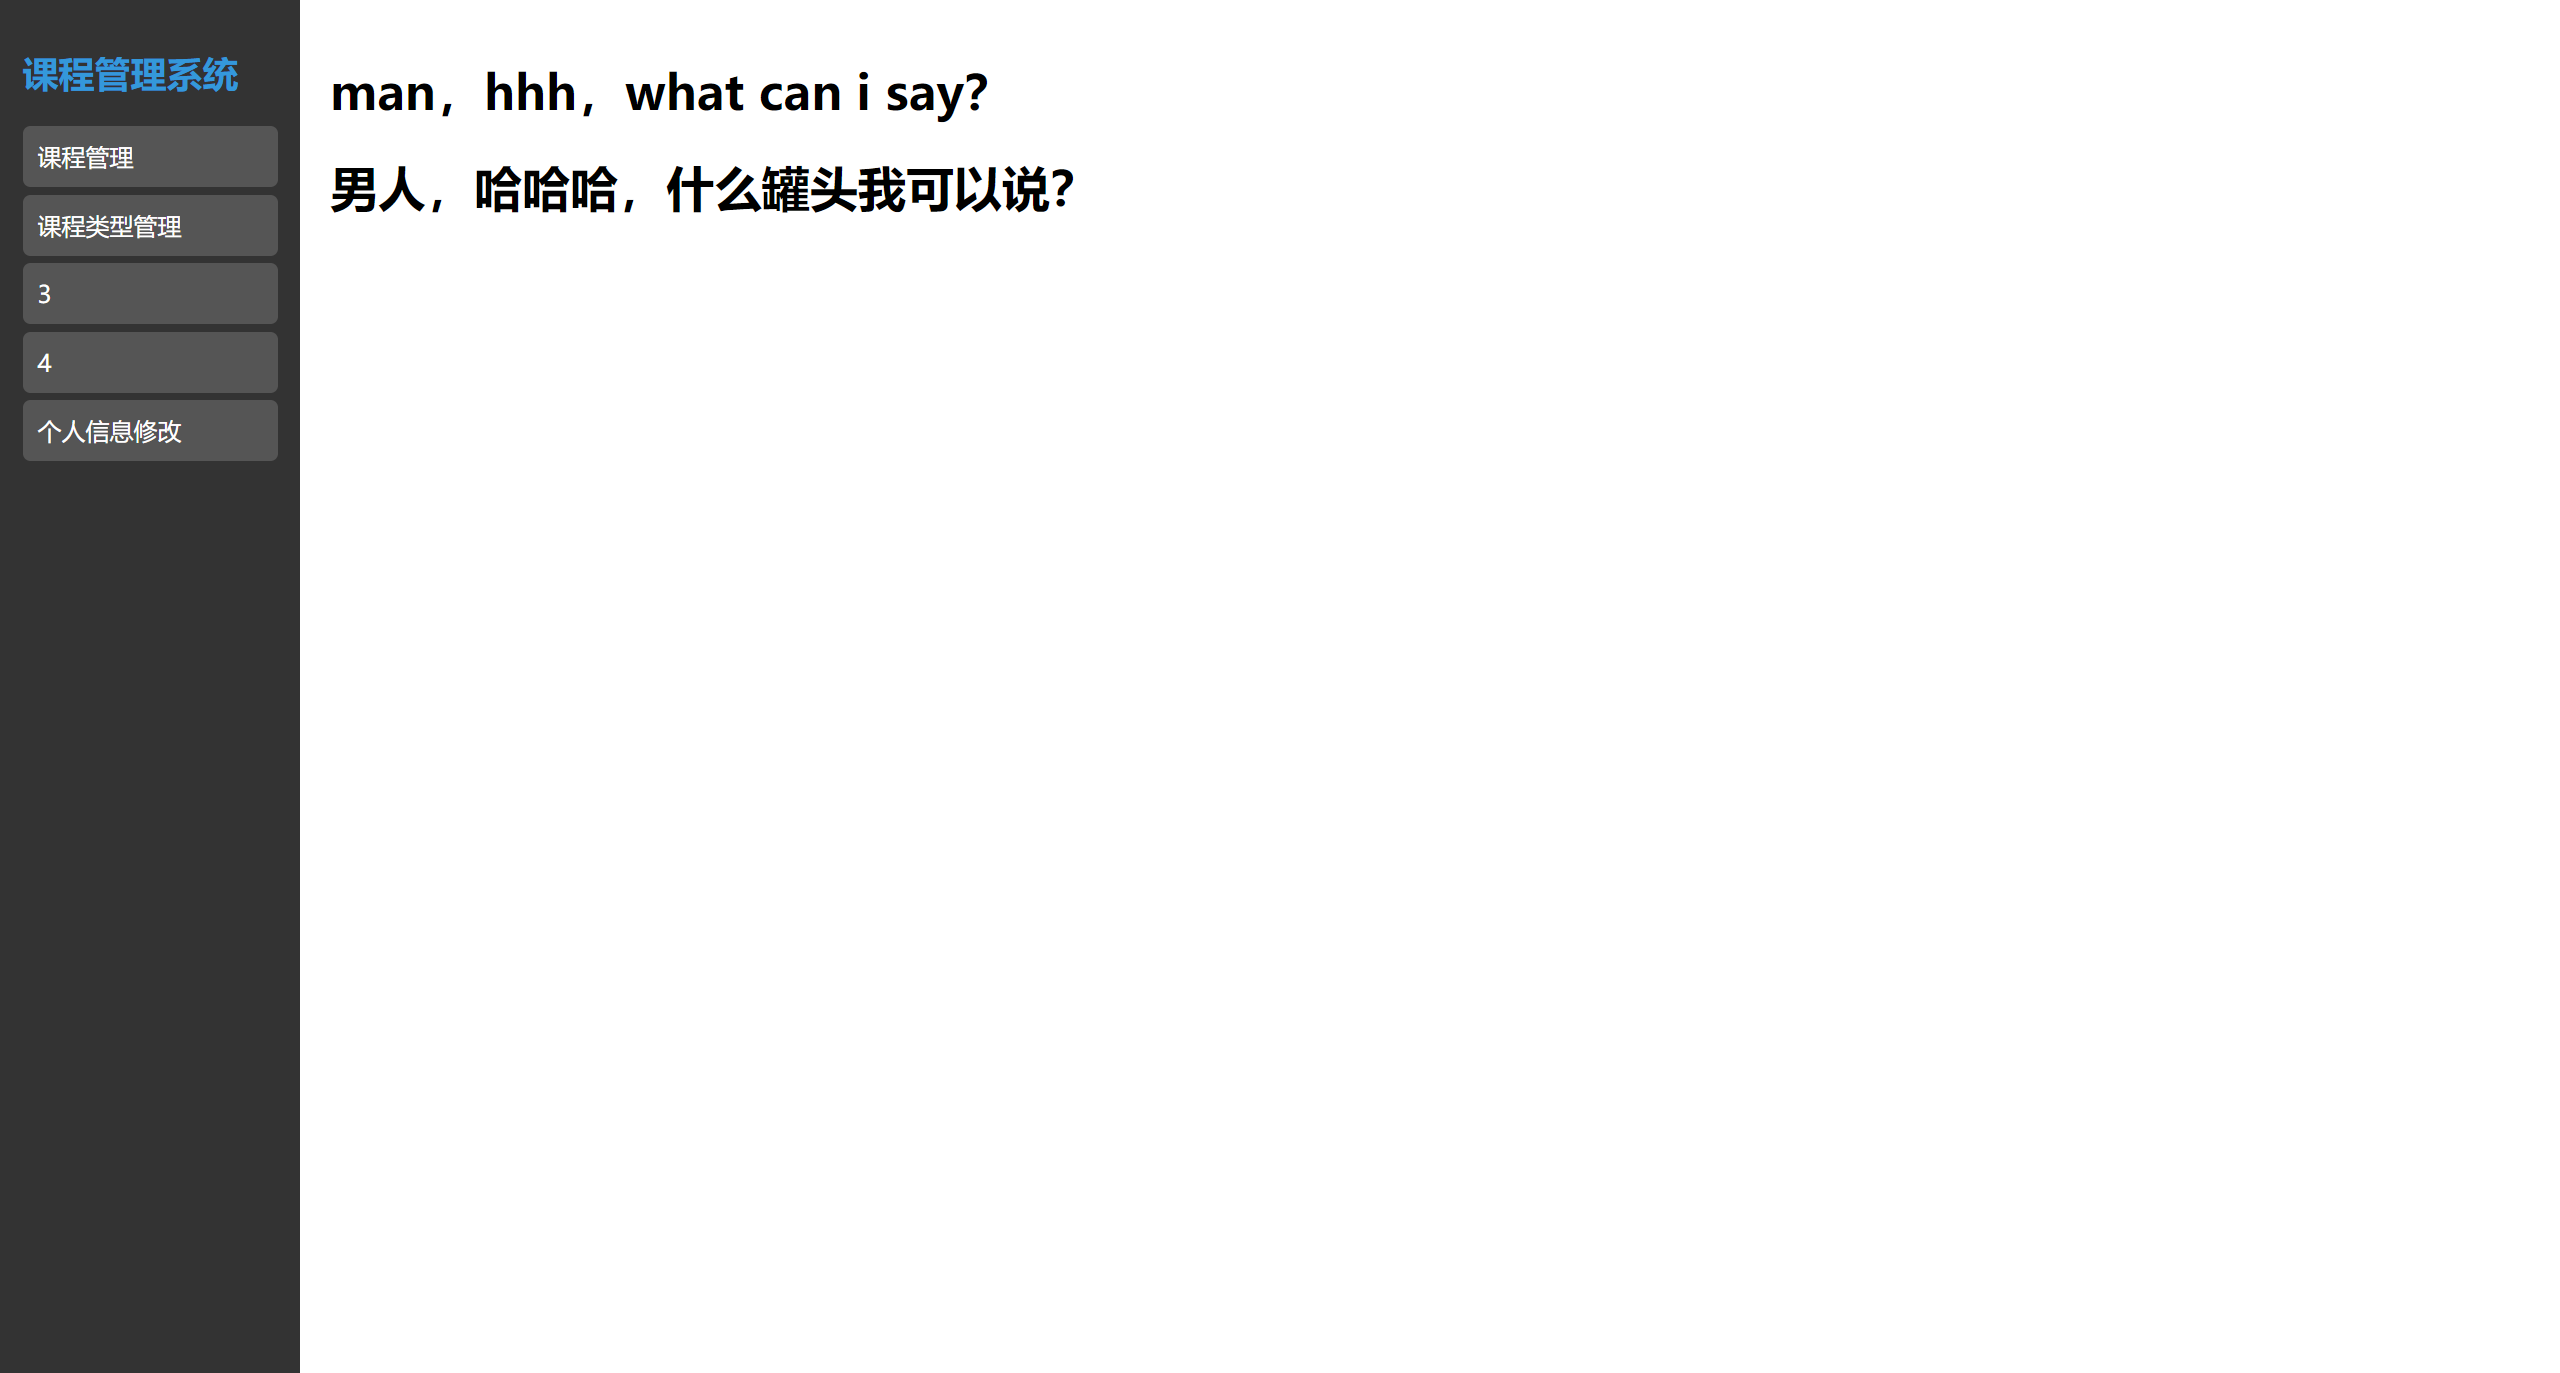 课程管理系统
课程管理
课程类型管理
3
4
个人信息修改
man，hhh，what can i say？
男人，哈哈哈，什么罐头我可以说？